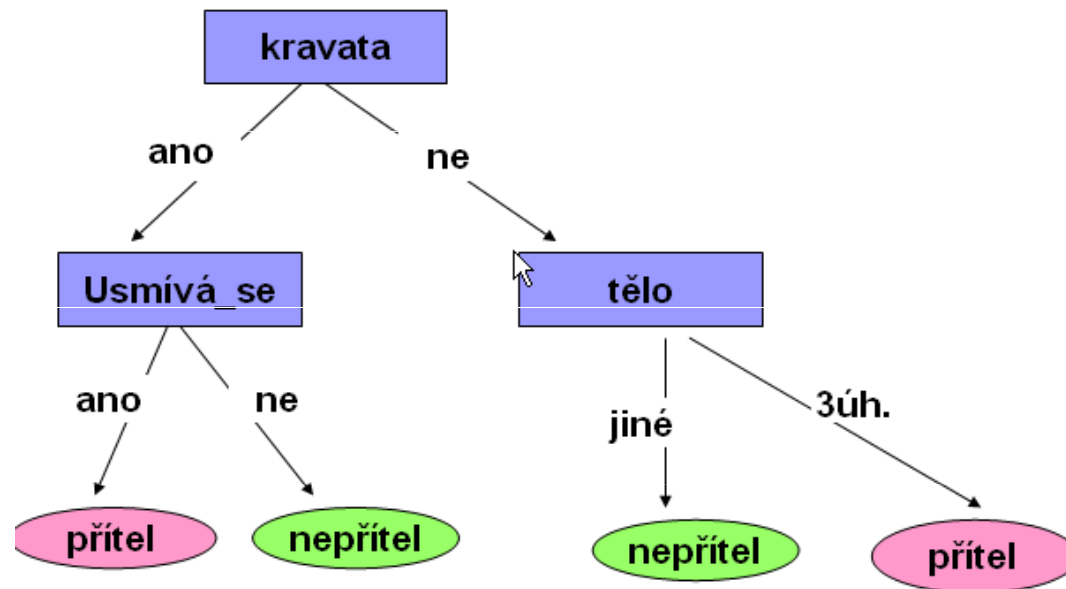 kravata
ano
ne
Usmívá_se
tělo
ano
ne
jiné
3úh.
přítel
nepřítel
nepřítel
přítel